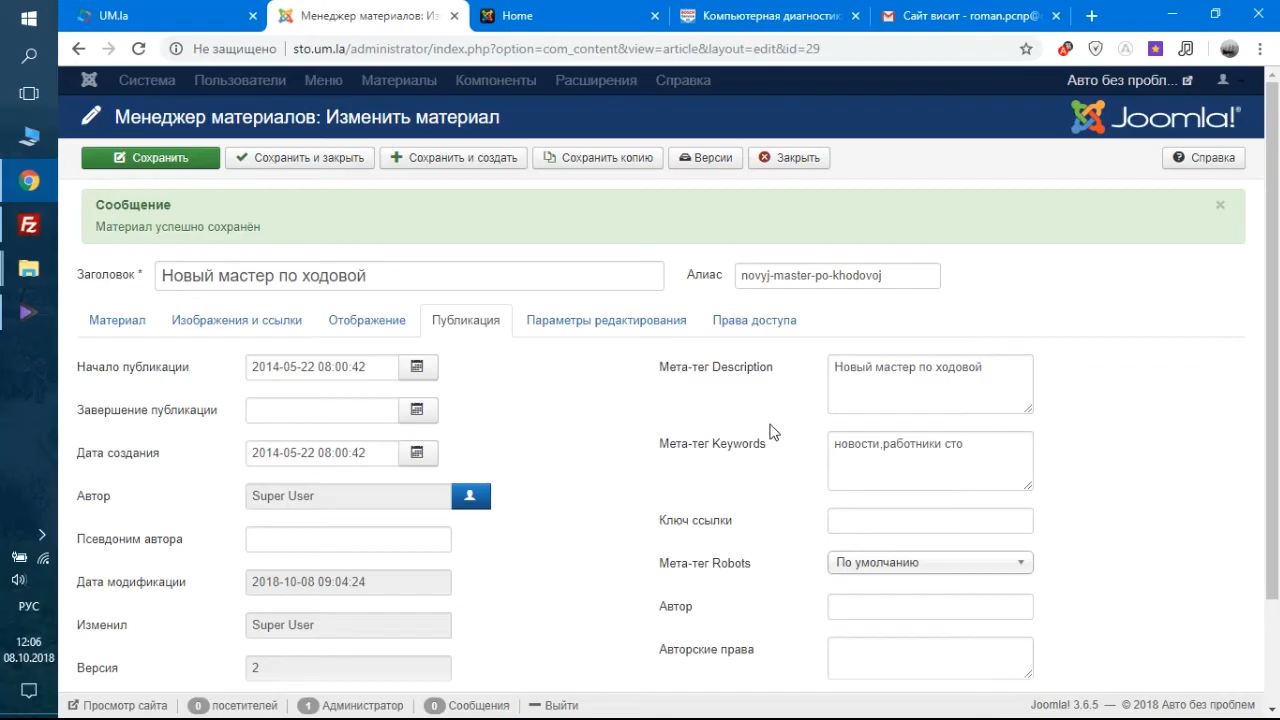 UM.la
Менеджер материалов: Из
Home
Компьютерная диагностик
Сайт висит - roman.pcnp@
Не защищено
sto.um.la/administrator/index.php?option=com_content&view=article&layout=edit&id=29
Система Пользователи Меню Материалы Компоненты Расширения Справка
Авто без пробл...
Менеджер материалов: Изменить материал
Joomla!®
Сохранить
Сохранить и закрыть
Сохранить и создать
Сохранить копию
Версии
Закрыть
Справка
Сообщение
Материал успешно сохранён
Заголовок * Новый мастер по ходовой
Алиас novyj-master-po-khodovoj
Материал Изображения и ссылки Отображение Публикация Параметры редактирования Права доступа
Начало публикации 2014-05-22 08:00:42
Мета-тег Description Новый мастер по ходовой
Завершение публикации
Мета-тег Keywords новости,работники сто
Дата создания 2014-05-22 08:00:42
Автор Super User
Ключ ссылки
Псевдоним автора
Мета-тег Robots По умолчанию
Дата модификации 2018-10-08 09:04:24
Автор
Изменил Super User
Авторские права
Версия 2
РУС
12:06
08.10.2018
Просмотр сайта 0 посетителей 1 Администратор 0 Сообщения Выйти
Joomla! 3.6.5 — © 2018 Авто без проблем